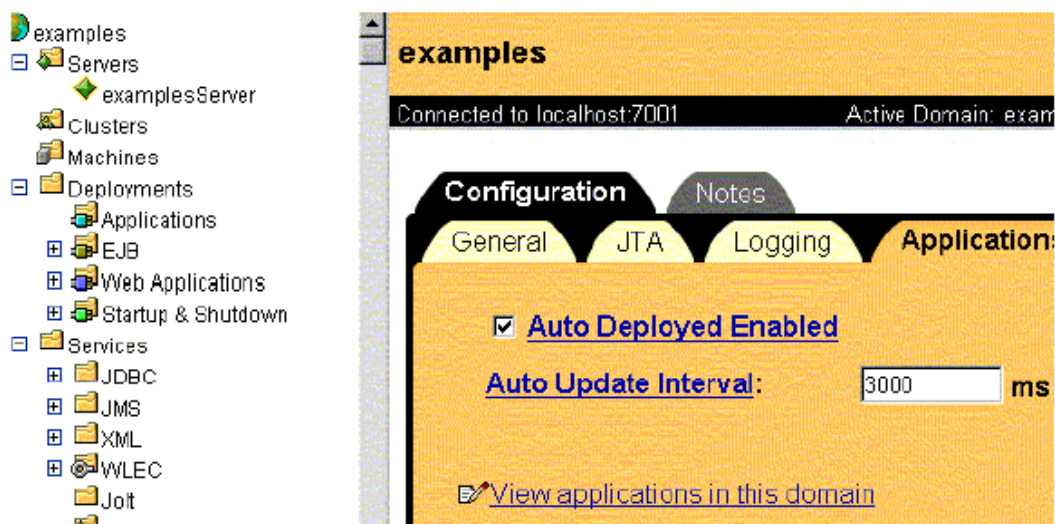 examples
Servers
examplesServer
Clusters
Machines
Deployments
Applications
EJB
Web Applications
Startup & Shutdown
Services
JDBC
JMS
XML
WLEC
Jolt
examples
Connected to localhost:7001 Active Domain: exam
Configuration Notes
General JTA Logging Applications
Auto Deployed Enabled
Auto Update Interval: 3000 ms
View applications in this domain